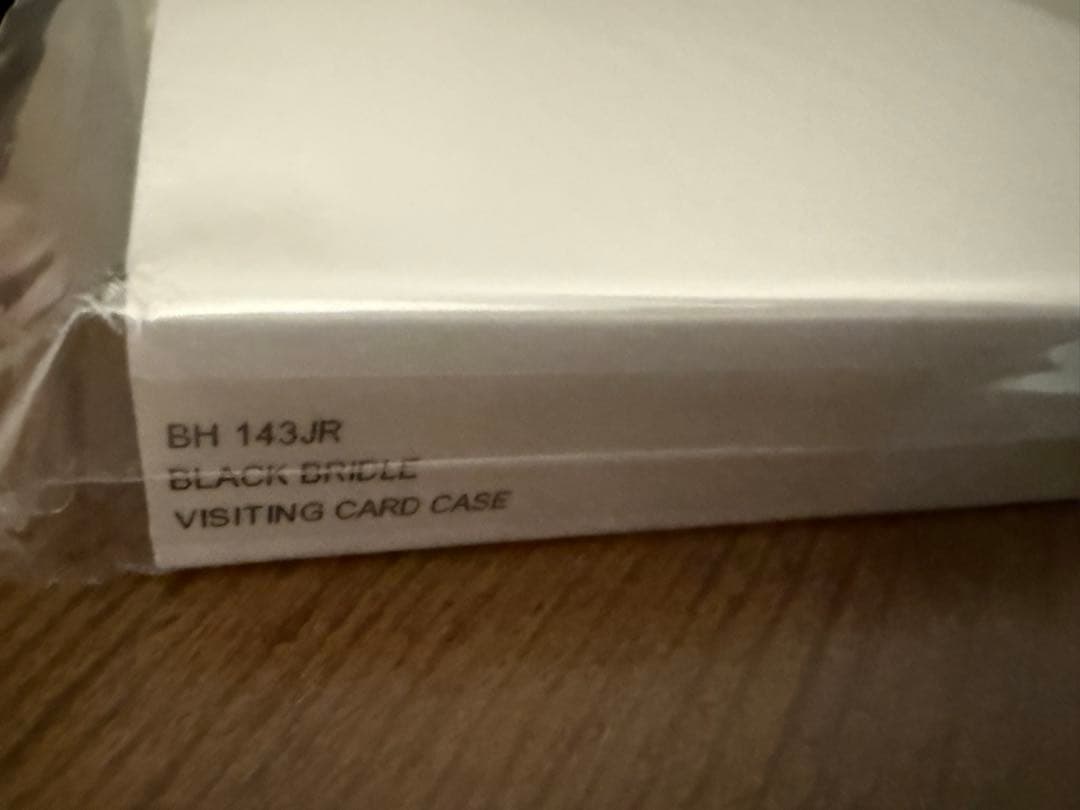 BH 143JR
BLACK BRIDLE
VISITING CARD CASE